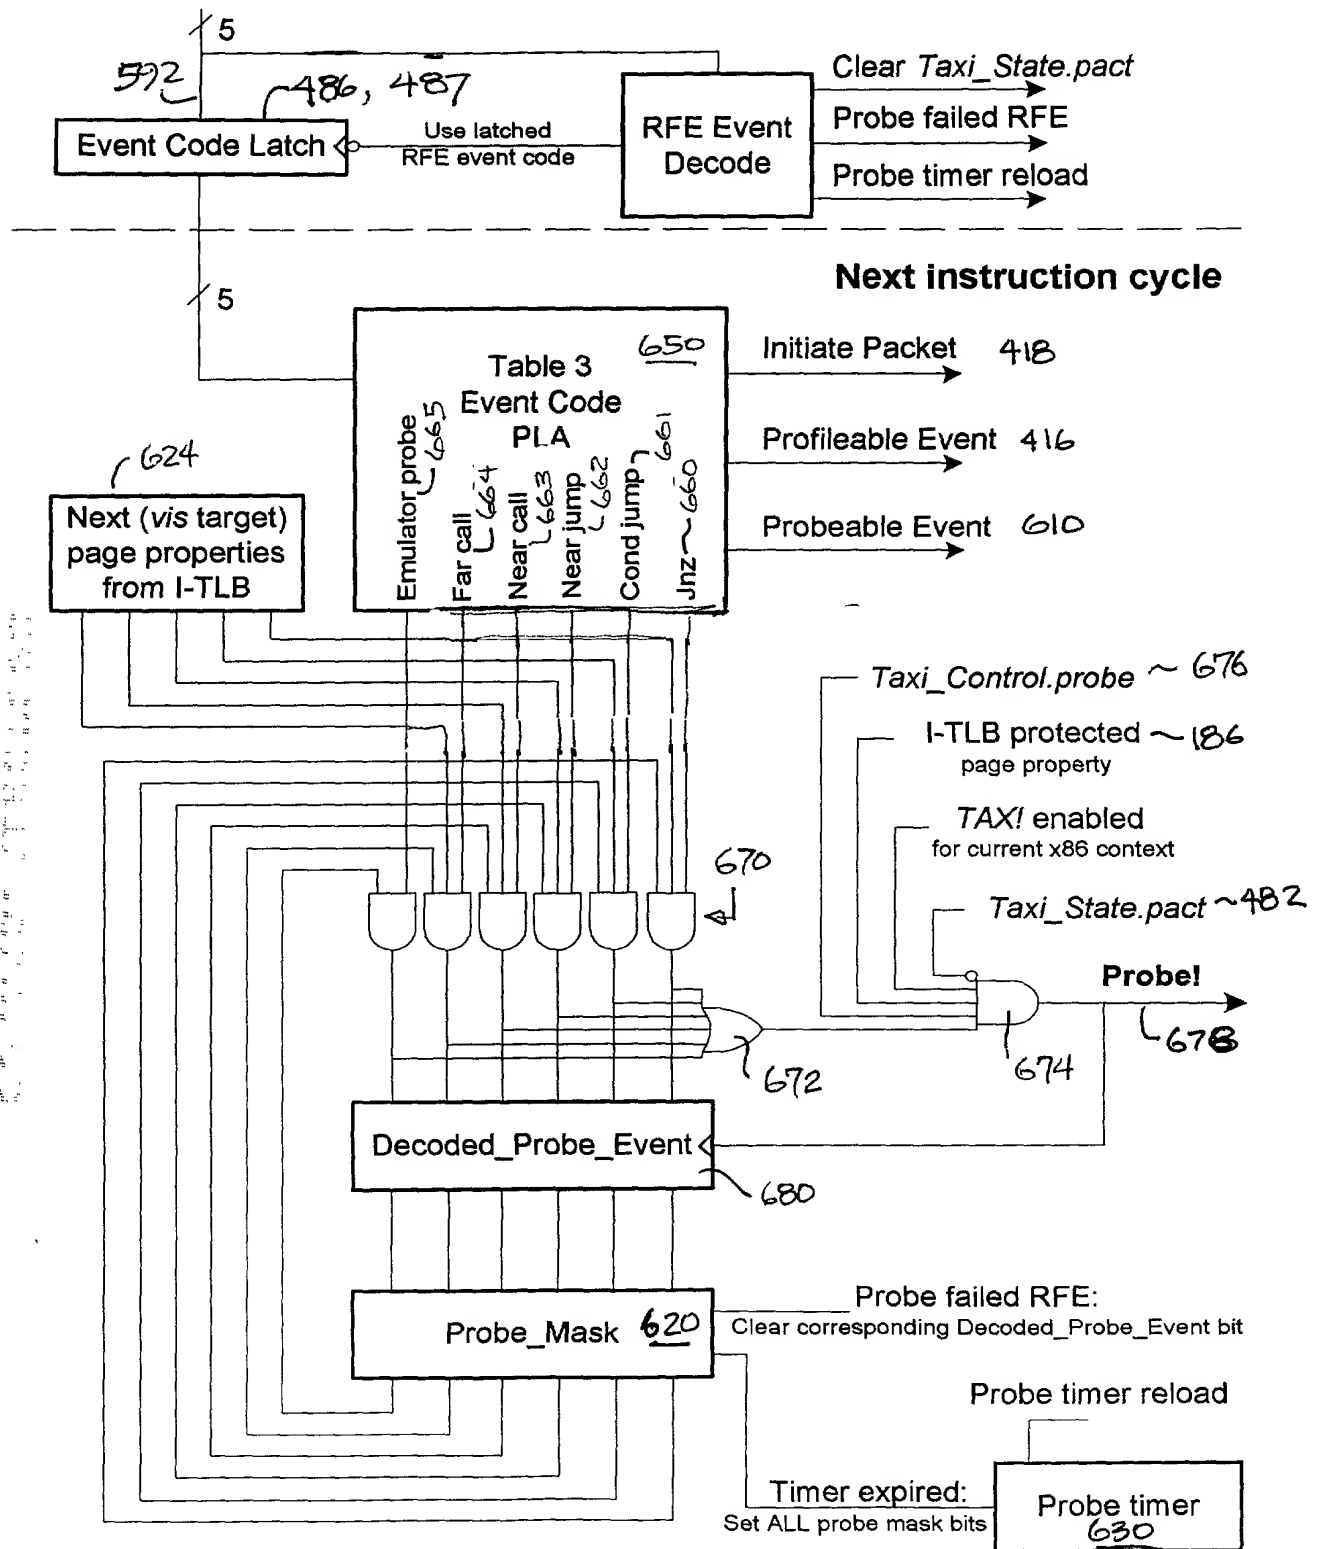 5
592
486, 487
Event Code Latch
Use latched
RFE event code
RFE Event
Decode
Clear Taxi_State.pact
Probe failed RFE
Probe timer reload
Next instruction cycle
5
Table 3
Event Code
PLA
650
Emulator probe
665
Far call
664
Near call
663
Near jump
662
Cond jump
661
Jnz
660
Initiate Packet 418
Profileable Event 416
Probeable Event 610
624
Next (vis target)
page properties
from I-TLB
Taxi_Control.probe ~ 676
I-TLB protected ~ 186
page property
TAX! enabled
for current x86 context
Taxi_State.pact ~ 482
670
Probe!
678
674
672
Decoded_Probe_Event
680
Probe_Mask 620
Probe failed RFE:
Clear corresponding Decoded_Probe_Event bit
Probe timer reload
Timer expired:
Set ALL probe mask bits
Probe timer
630